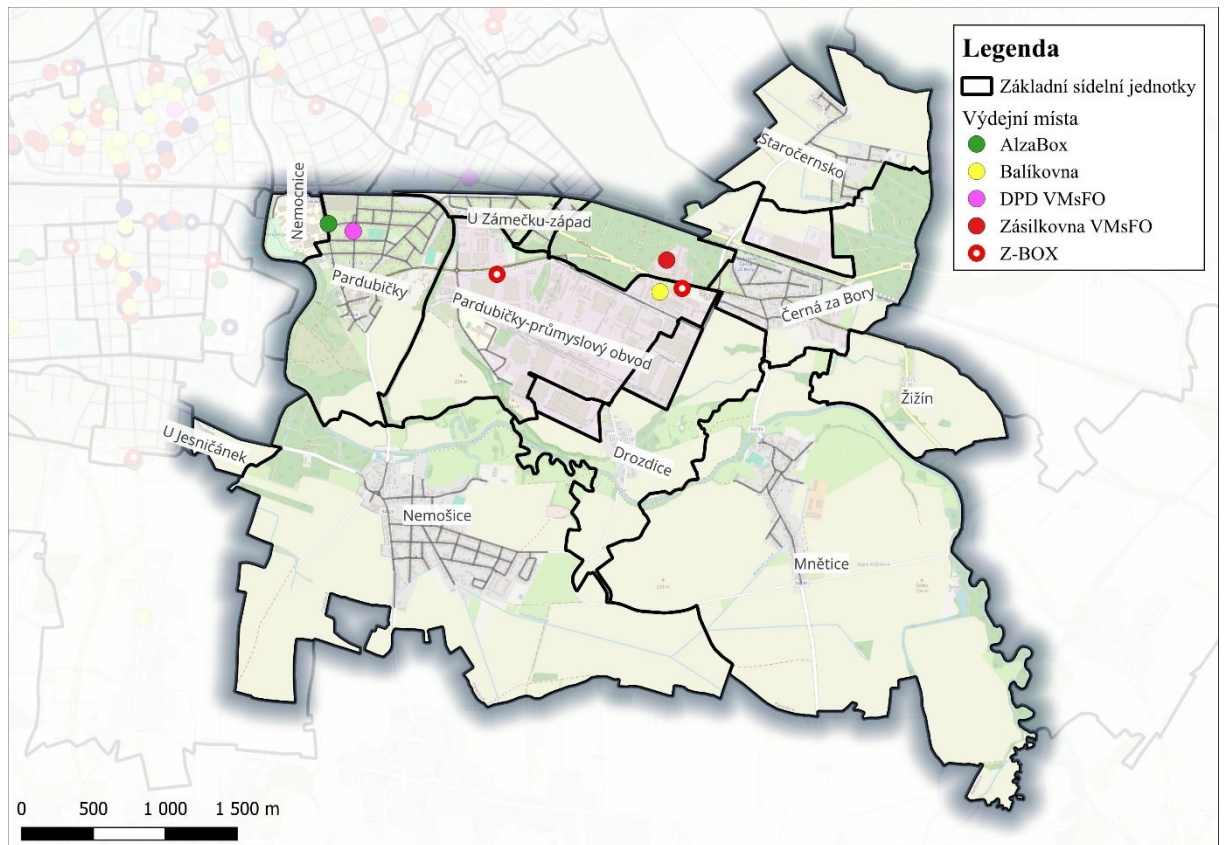 Legenda
Základní sídelní jednotky
Výdejní místa
AlzaBox
Balíkovna
DPD VMsFO
Zásilkovna VMsFO
Z-BOX
Staročernsko
Nemocnice
U Zámečku-západ
Pardubičky
Pardubičky-průmyslový obvod
Černá za Bory
Žižín
U Jesničánek
Drozdice
Nemošice
Mnětice
0 500 1 000 1 500 m